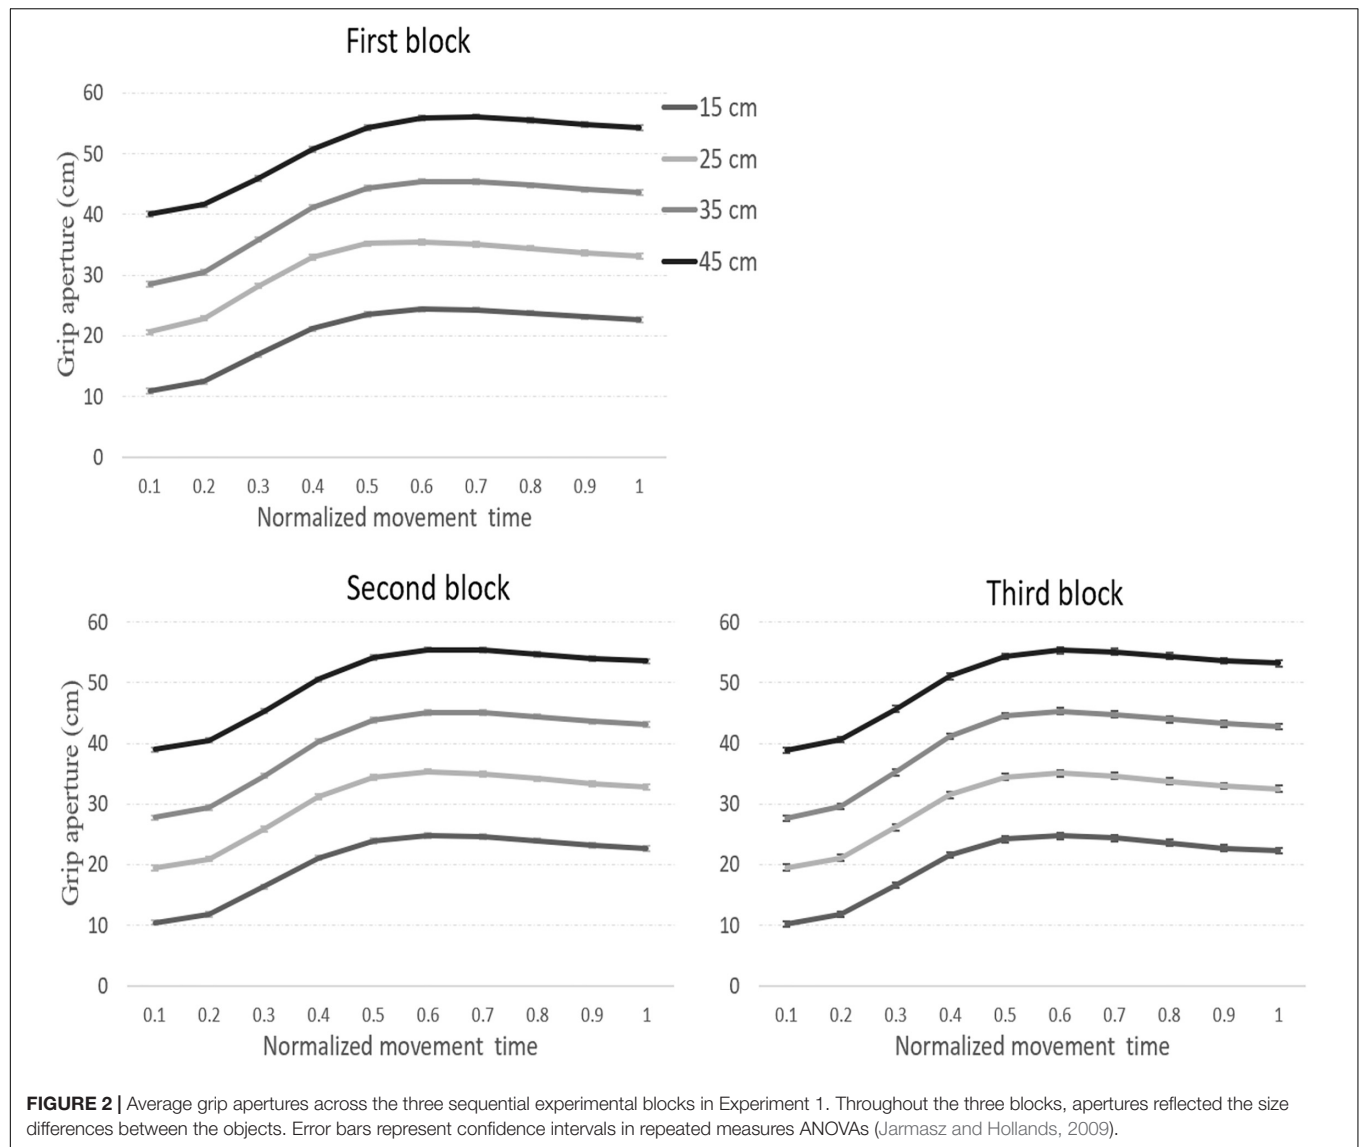 First block
60
50
40
30
20
10
0
Grip aperture (cm)
0.1 0.2 0.3 0.4 0.5 0.6 0.7 0.8 0.9 1
Normalized movement time
15 cm
25 cm
35 cm
45 cm
Second block
60
50
40
30
20
10
0
Grip aperture (cm)
0.1 0.2 0.3 0.4 0.5 0.6 0.7 0.8 0.9 1
Normalized movement time
Third block
60
50
40
30
20
10
0
0.1 0.2 0.3 0.4 0.5 0.6 0.7 0.8 0.9 1
Normalized movement time
FIGURE 2 | Average grip apertures across the three sequential experimental blocks in Experiment 1. Throughout the three blocks, apertures reflected the size
differences between the objects. Error bars represent confidence intervals in repeated measures ANOVAs (Jarmasz and Hollands, 2009).